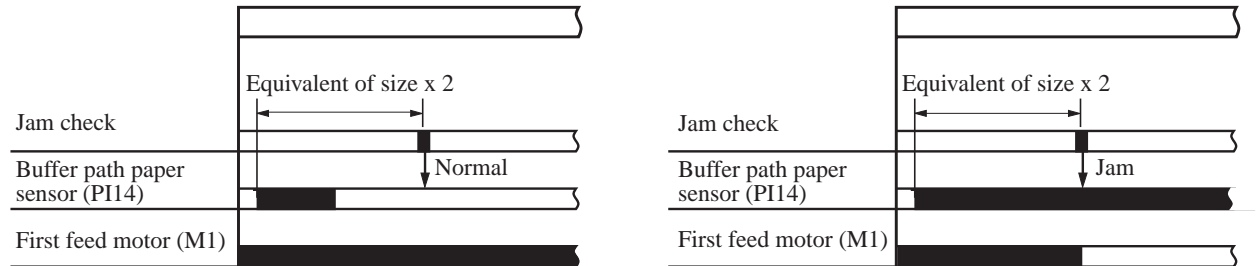 Equivalent of size x 2
Jam check
Normal
Buffer path paper
sensor (PI14)
First feed motor (M1)
Equivalent of size x 2
Jam check
Jam
Buffer path paper
sensor (PI14)
First feed motor (M1)